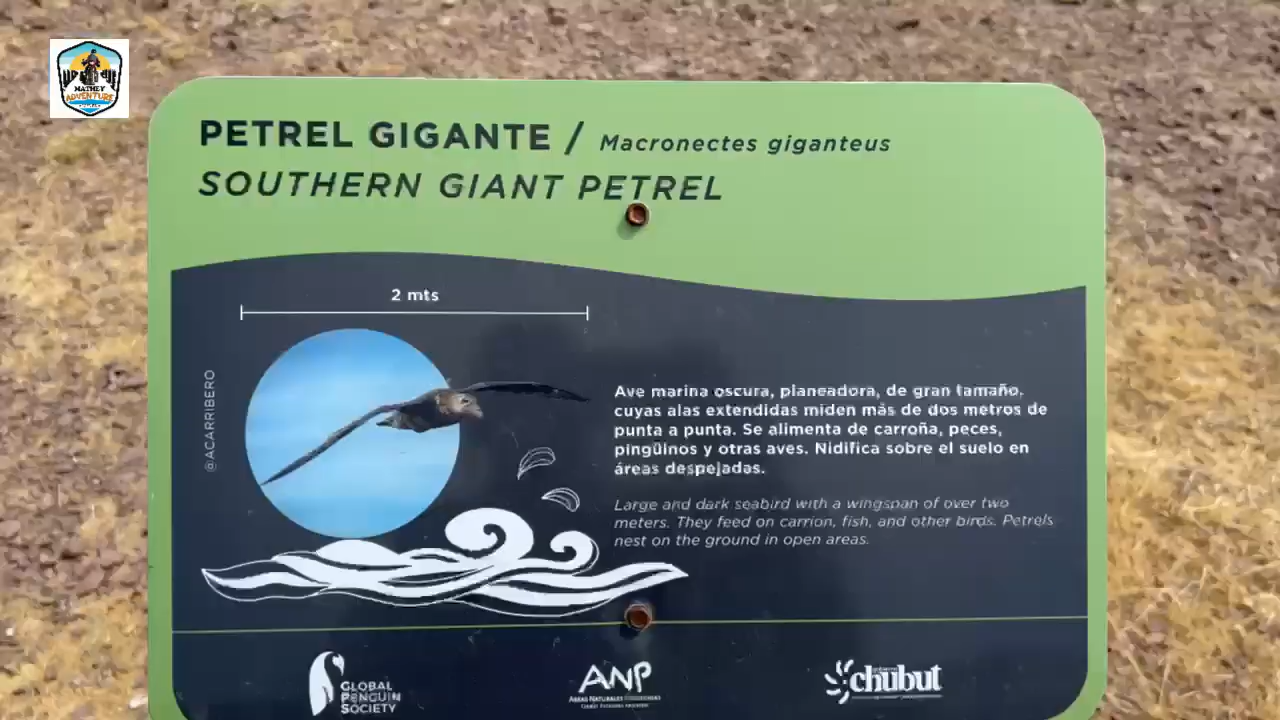 MATHEY
ADVENTURE
PETREL GIGANTE / Macronectes giganteus
SOUTHERN GIANT PETREL
2 mts
@ACARRIBERO
Ave marina oscura, planeadora, de gran tamaño,
cuyas alas extendidas miden más de dos metros de
punta a punta. Se alimenta de carroña, peces,
pingüinos y otras aves. Nidifica sobre el suelo en
áreas despejadas.
Large and dark seabird with a wingspan of over two
meters. They feed on carrion, fish, and other birds. Petrels
nest on the ground in open areas.
GLOBAL
PENGUIN
SOCIETY
ANP
chubut